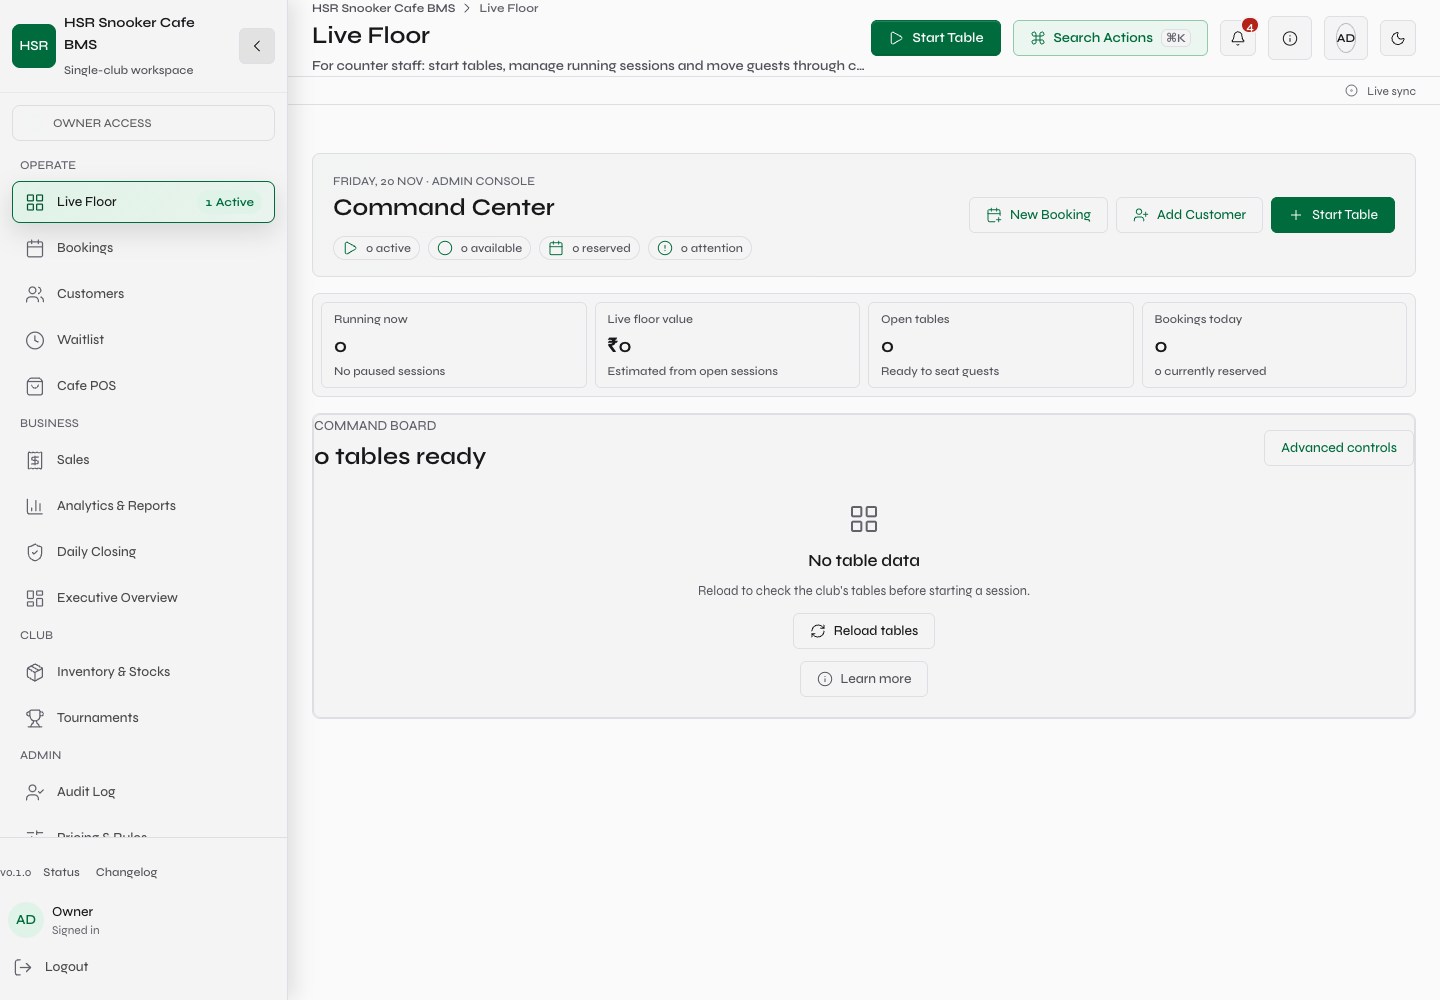 HSR
HSR Snooker Cafe
BMS
Single-club workspace
OWNER ACCESS
OPERATE
Live Floor
1 Active
Bookings
Customers
Waitlist
Cafe POS
BUSINESS
Sales
Analytics & Reports
Daily Closing
Executive Overview
CLUB
Inventory & Stocks
Tournaments
ADMIN
Audit Log
Pricing & Rules
v0.1.0 Status Changelog
AD
Owner
Signed in
Logout
HSR Snooker Cafe BMS > Live Floor
Live Floor
For counter staff: start tables, manage running sessions and move guests through c...
Start Table
Search Actions ⌘K
4
AD
Live sync
FRIDAY, 20 NOV · ADMIN CONSOLE
Command Center
0 active
0 available
0 reserved
0 attention
New Booking
Add Customer
Start Table
Running now
0
No paused sessions
Live floor value
₹0
Estimated from open sessions
Open tables
0
Ready to seat guests
Bookings today
0
0 currently reserved
COMMAND BOARD
0 tables ready
Advanced controls
No table data
Reload to check the club's tables before starting a session.
Reload tables
Learn more